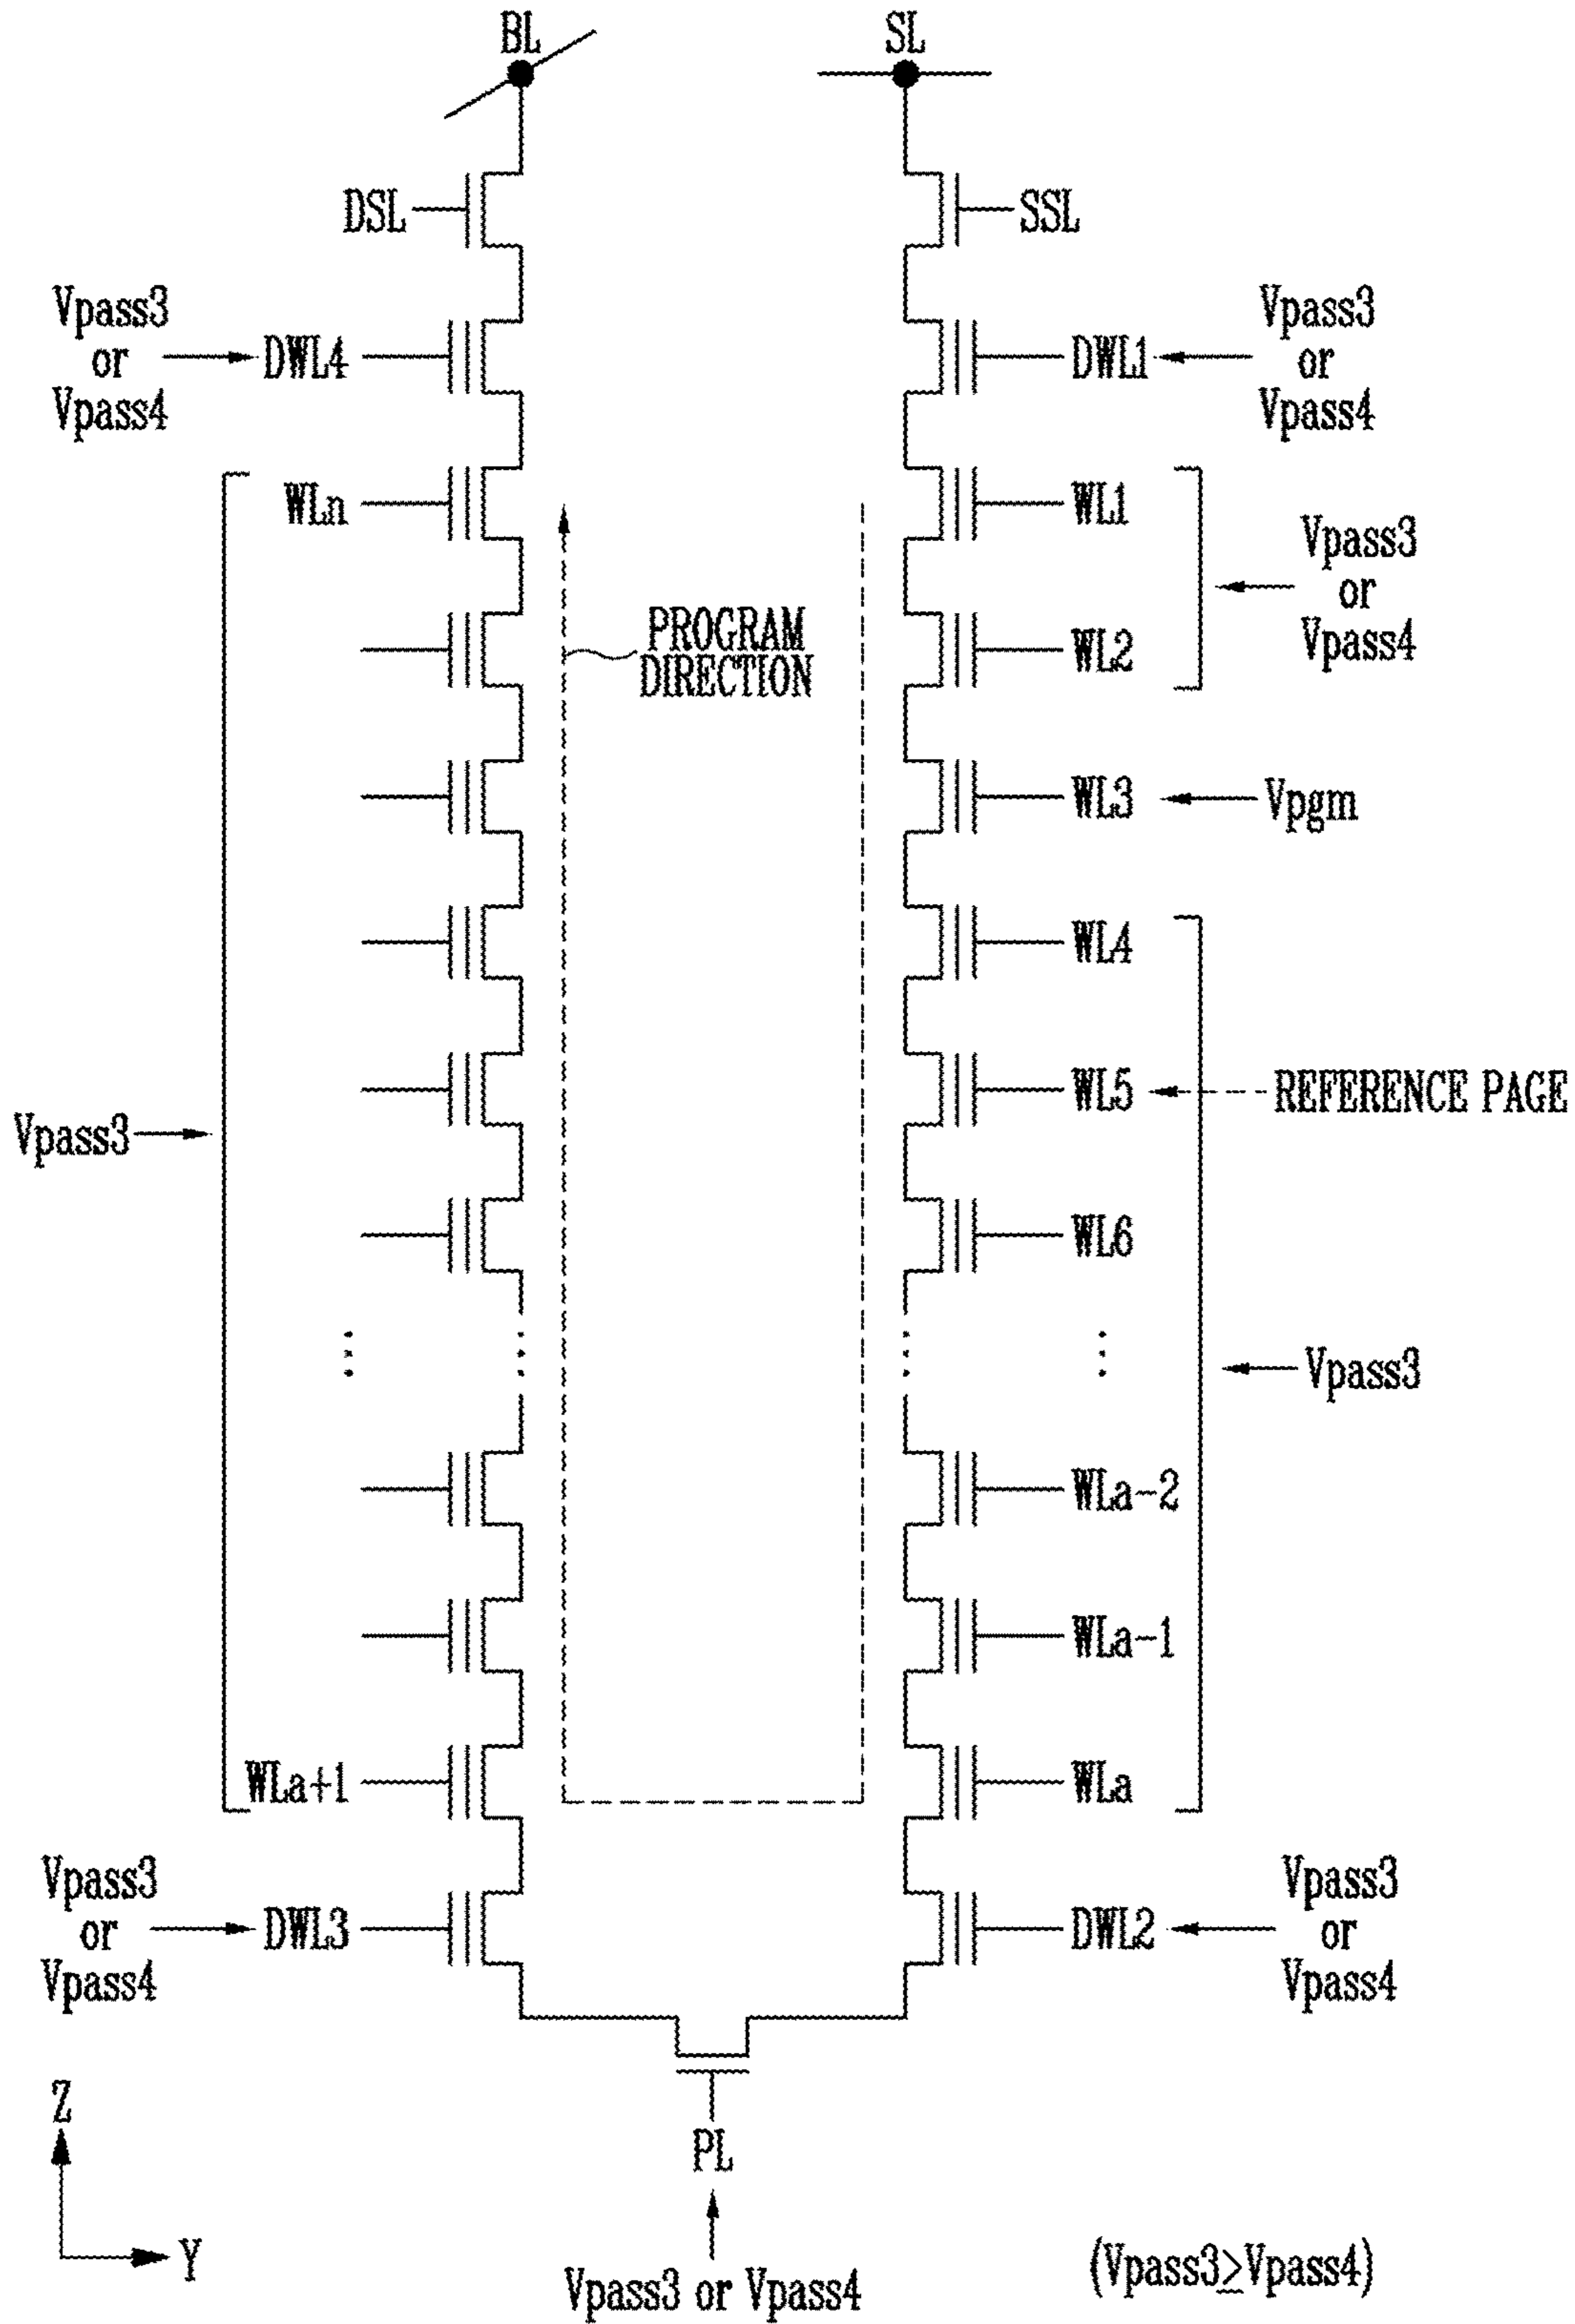 BL
SL
DSL
SSL
Vpass3
or
Vpass4
DWL4
DWL1
Vpass3
or
Vpass4
WLn
WL1
Vpass3
or
Vpass4
PROGRAM
DIRECTION
WL2
WL3
Vpgm
WL4
WL5
REFERENCE PAGE
Vpass3
WL6
Vpass3
WLa-2
WLa-1
WLa+1
WLa
Vpass3
or
Vpass4
DWL3
DWL2
Vpass3
or
Vpass4
Z
PL
Y
Vpass3 or Vpass4
(Vpass3≥Vpass4)